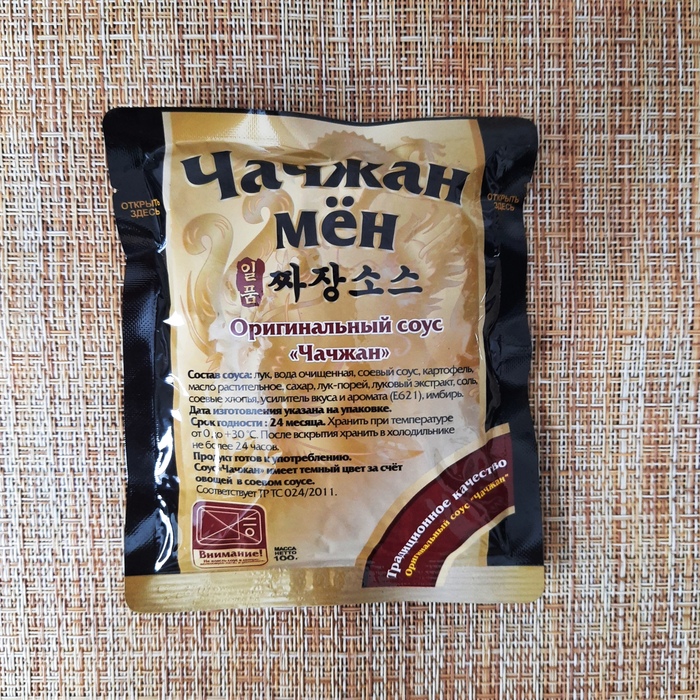 Чачжан
мён
ОТКРЫТЬ
ЗДЕСЬ
ОТКРЫТЬ
ЗДЕСЬ
일품
짜장소스
Оригинальный соус
«Чачжан»
Состав соуса: лук, вода очищенная, соевый соус, картофель,
масло растительное, сахар, лук-порей, луковый экстракт, соль,
соевые хлопья, усилитель вкуса и аромата (Е621), имбирь.
Дата изготовления указана на упаковке.
Срок годности: 24 месяца. Хранить при температуре
от 0 до +30°С. После вскрытия хранить в холодильнике
не более 24 часов.
Продукт готов к употреблению.
Соус «Чачжан» имеет темный цвет за счёт
овощей в соевом соусе.
Соответствует ТР ТС 024/2011.
Традиционное качество
Оригинальный соус "Чачжан"
Внимание!
МАССА
НЕТТО
100г